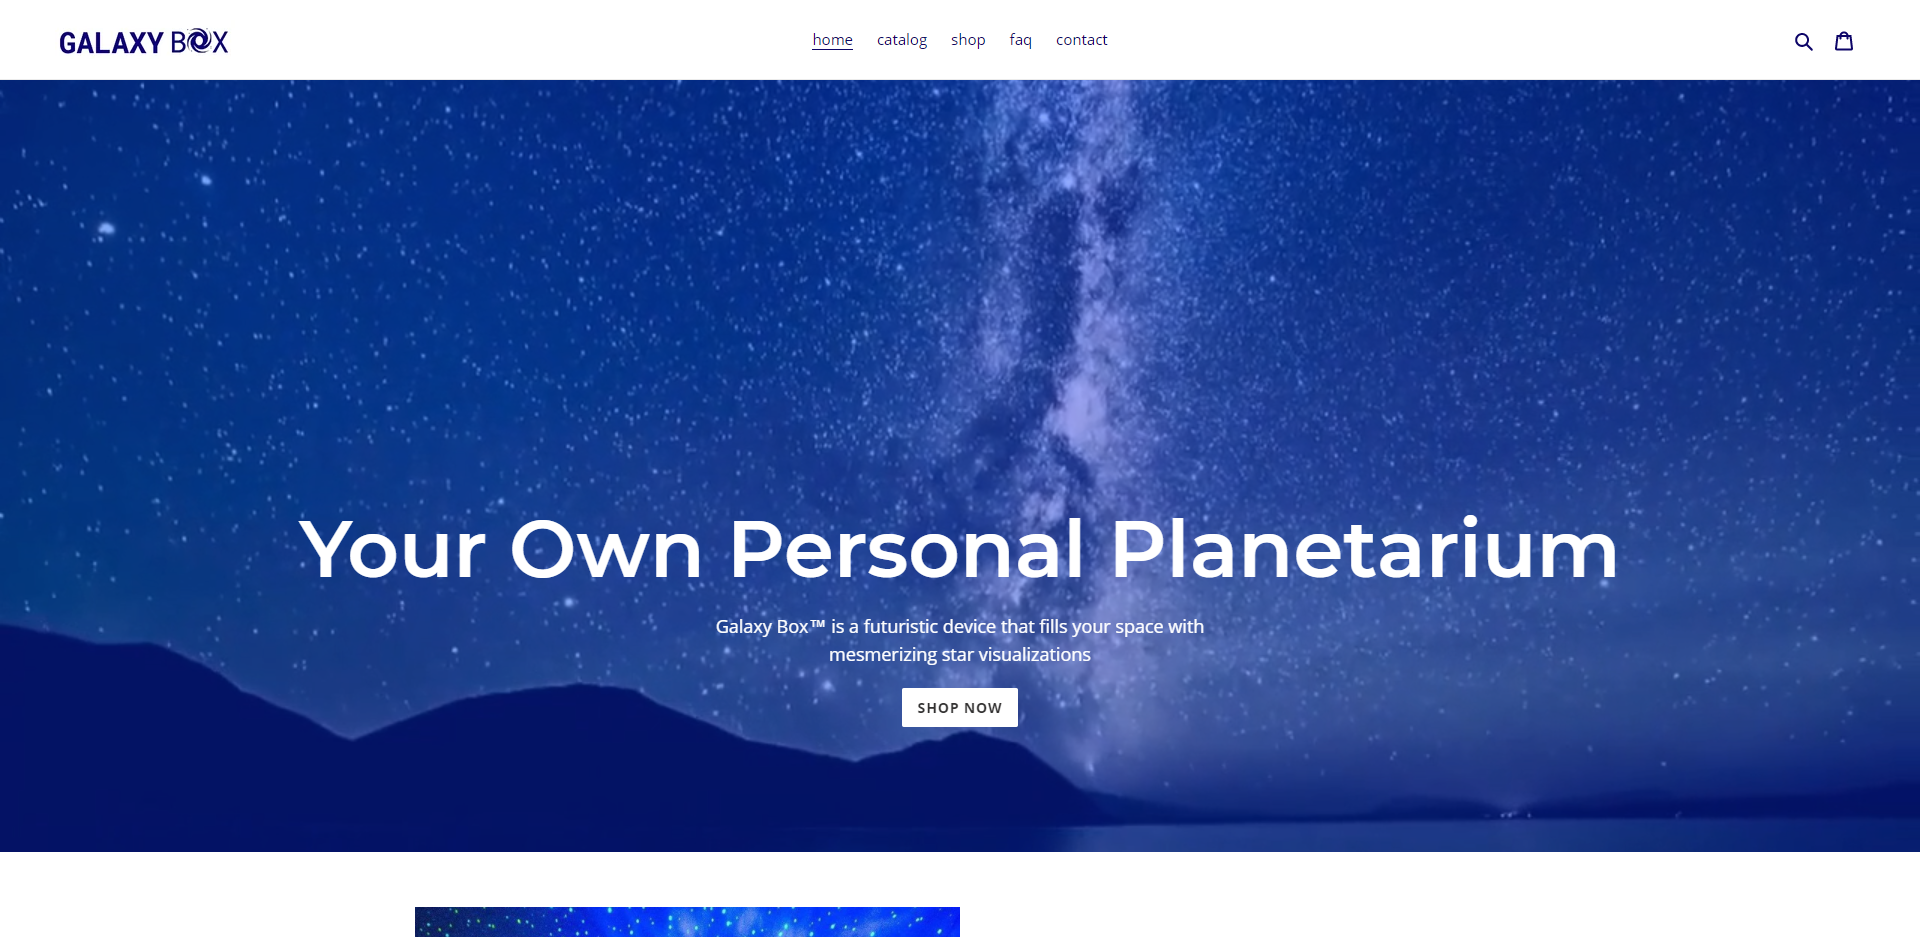 GALAXY BOX
home catalog shop faq contact
Your Own Personal Planetarium
Galaxy Box™ is a futuristic device that fills your space with
mesmerizing star visualizations
SHOP NOW